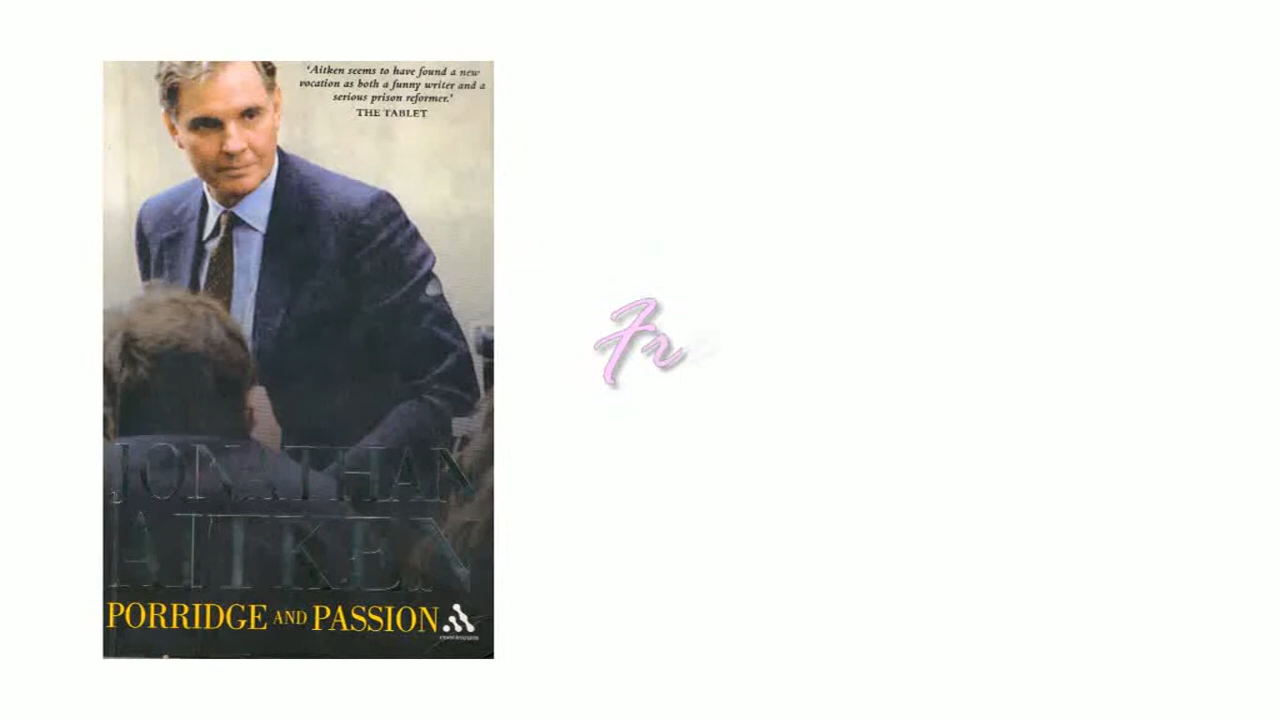 'Aitken seems to have found a new
vocation as both a funny writer and a
serious prison reformer.'
THE TABLET
JONATHAN
AITKEN
PORRIDGE AND PASSION
Fr